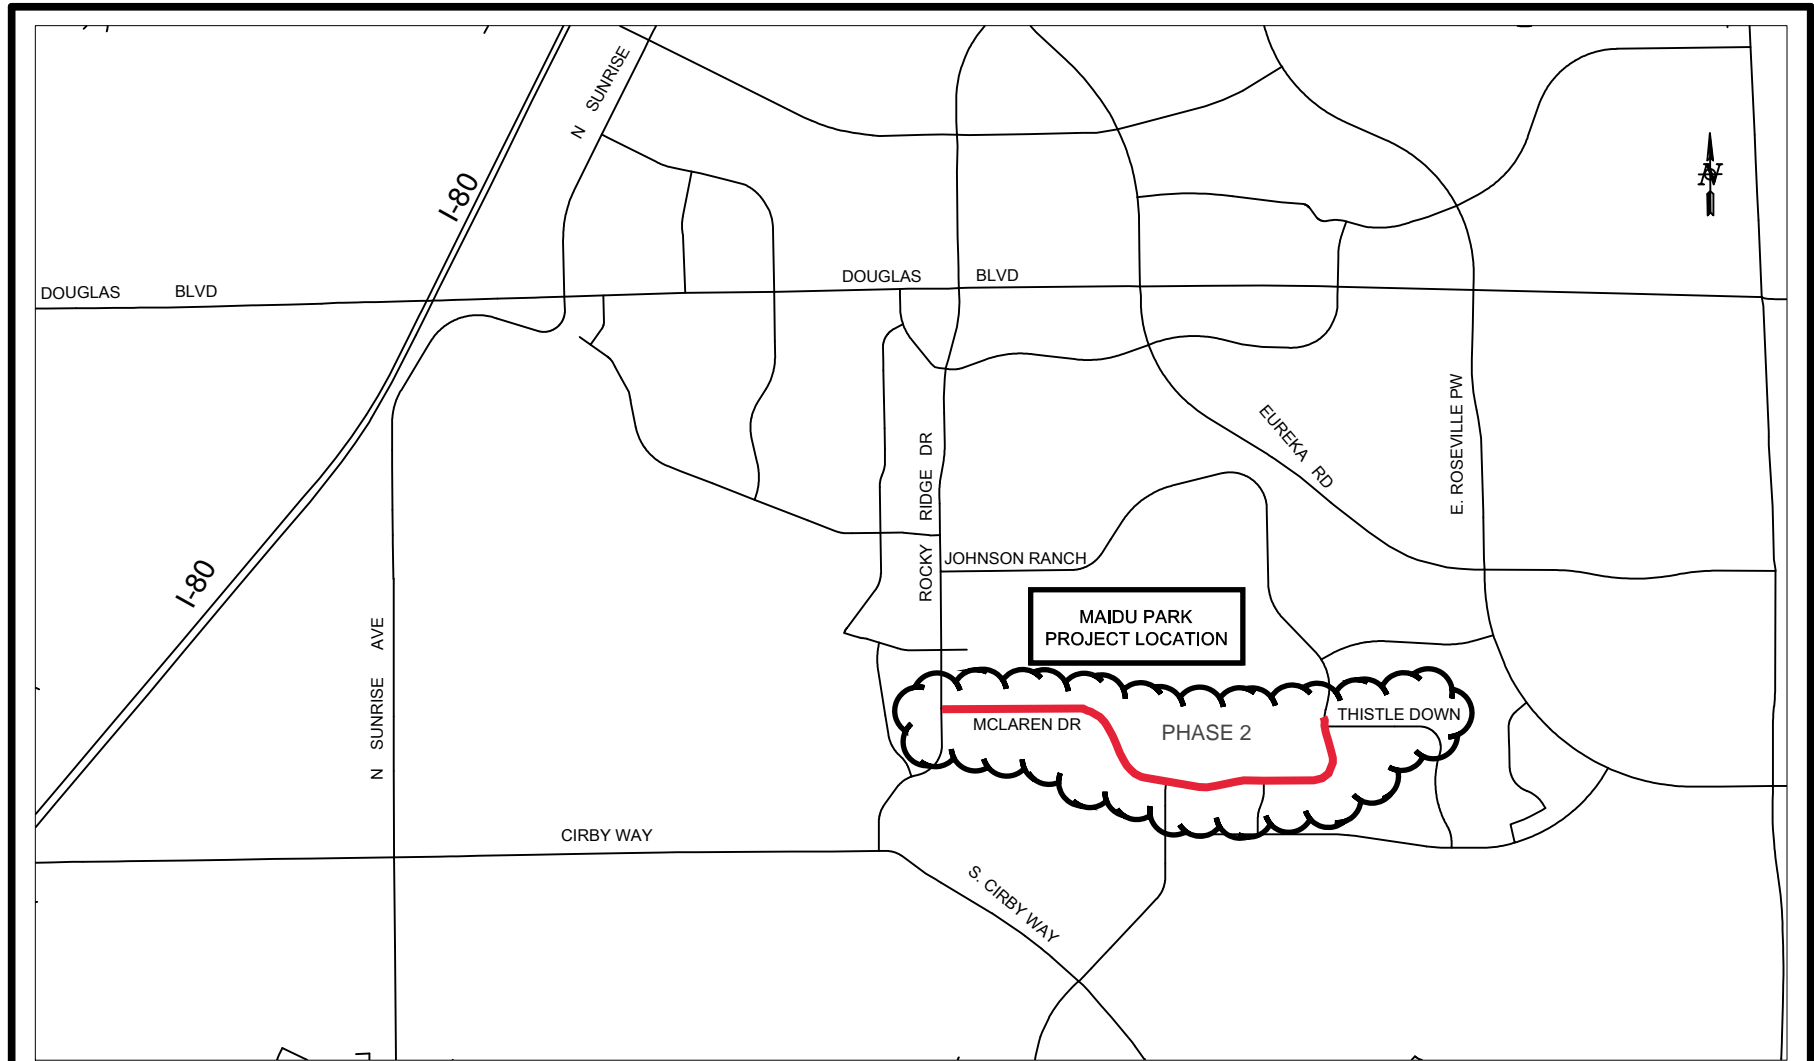 N SUNRISE
I-80
N
DOUGLAS BLVD
DOUGLAS BLVD
EUREKA RD
E. ROSEVILLE PW
ROCKY RIDGE DR
JOHNSON RANCH
I-80
N SUNRISE AVE
MAIDU PARK
PROJECT LOCATION
MCLAREN DR
PHASE 2
THISTLE DOWN
CIRBY WAY
S. CIRBY WAY